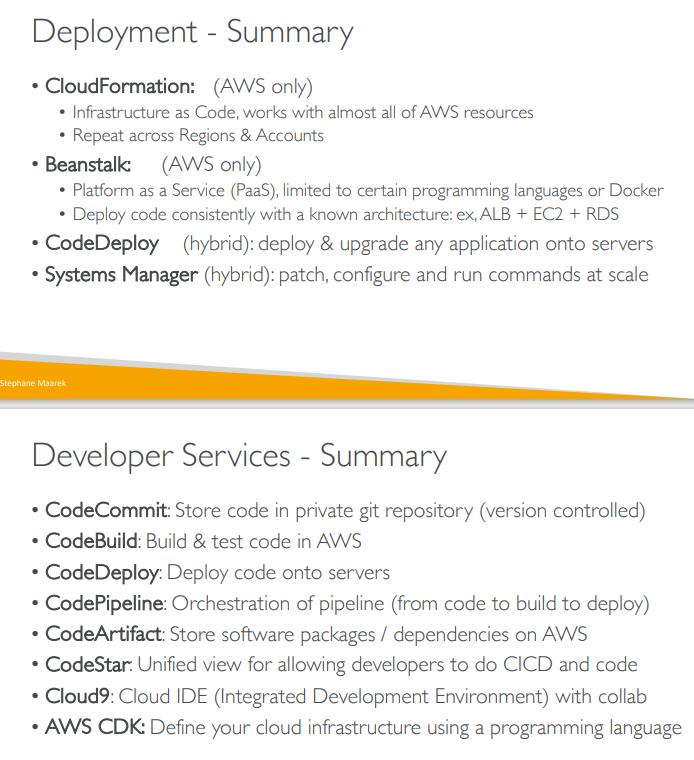 Deployment - Summary
• CloudFormation: (AWS only)
• Infrastructure as Code, works with almost all of AWS resources
• Repeat across Regions & Accounts
• Beanstalk: (AWS only)
• Platform as a Service (PaaS), limited to certain programming languages or Docker
• Deploy code consistently with a known architecture: ex, ALB + EC2 + RDS
• CodeDeploy (hybrid): deploy & upgrade any application onto servers
• Systems Manager (hybrid): patch, configure and run commands at scale
Stephane Maarek
Developer Services - Summary
• CodeCommit: Store code in private git repository (version controlled)
• CodeBuild: Build & test code in AWS
• CodeDeploy: Deploy code onto servers
• CodePipeline: Orchestration of pipeline (from code to build to deploy)
• CodeArtifact: Store software packages / dependencies on AWS
• CodeStar: Unified view for allowing developers to do CICD and code
• Cloud9: Cloud IDE (Integrated Development Environment) with collab
• AWS CDK: Define your cloud infrastructure using a programming language